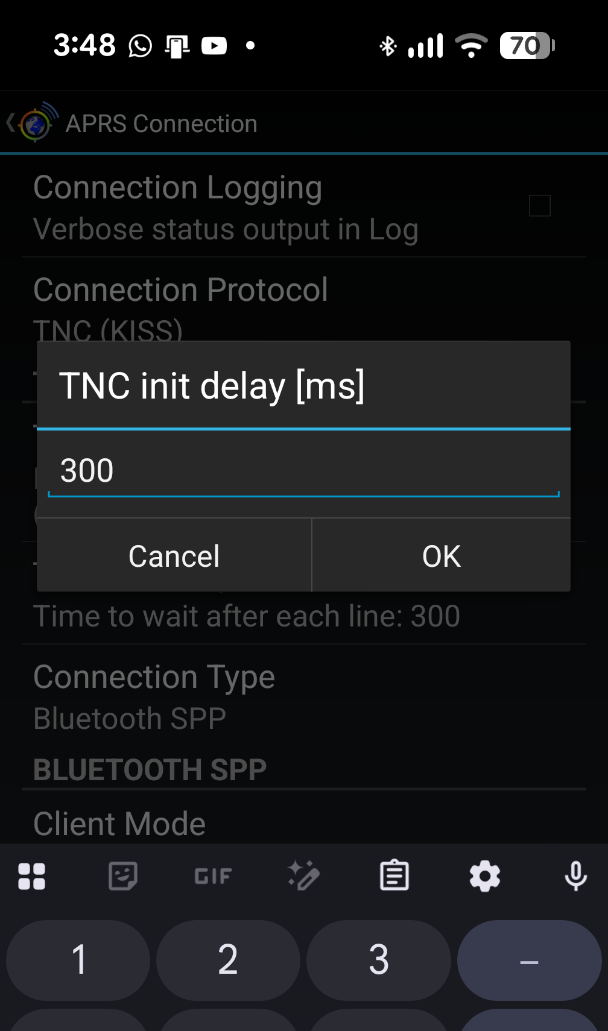 3:48
70
APRS Connection
Connection Logging
Verbose status output in Log
Connection Protocol
TNC (KISS)
TNC init delay [ms]
300
Cancel
OK
Time to wait after each line: 300
Connection Type
Bluetooth SPP
BLUETOOTH SPP
Client Mode
GIF
1
2
3
–